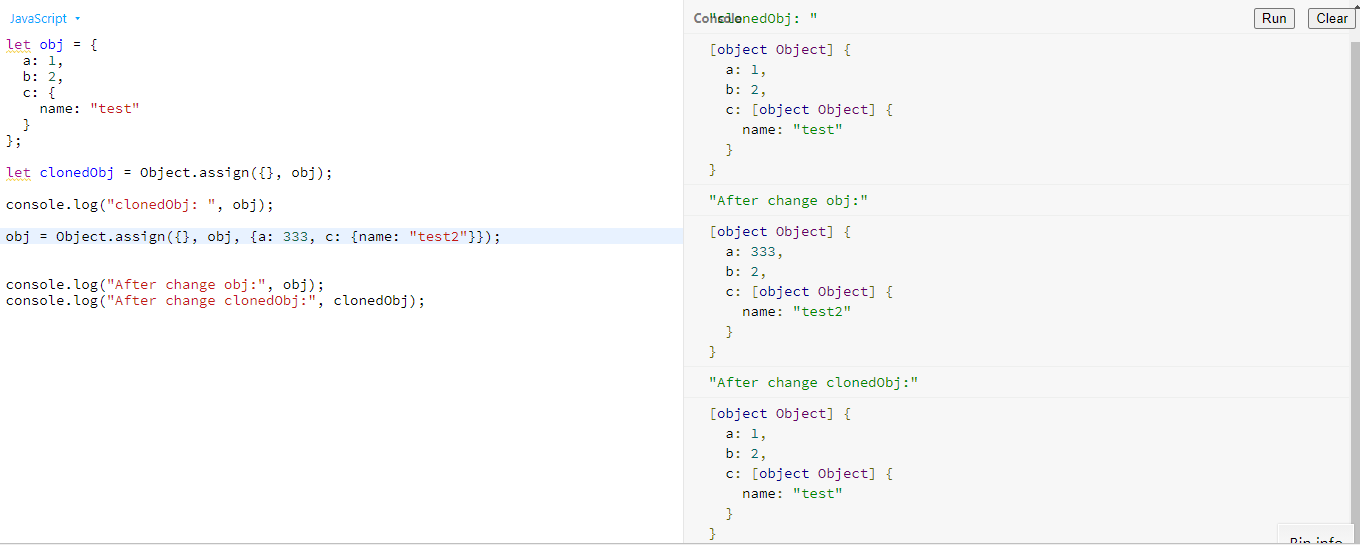 JavaScript
let obj = {
  a: 1,
  b: 2,
  c: {
    name: "test"
  }
};
let clonedObj = Object.assign({}, obj);
console.log("clonedObj: ", obj);
obj = Object.assign({}, obj, {a: 333, c: {name: "test2"}});
console.log("After change obj:", obj);
console.log("After change clonedObj:", clonedObj);
Console
"clonedObj: "
Run
Clear
[object Object] {
  a: 1,
  b: 2,
  c: [object Object] {
    name: "test"
  }
}
"After change obj:"
[object Object] {
  a: 333,
  b: 2,
  c: [object Object] {
    name: "test2"
  }
}
"After change clonedObj:"
[object Object] {
  a: 1,
  b: 2,
  c: [object Object] {
    name: "test"
  }
}
Bin info